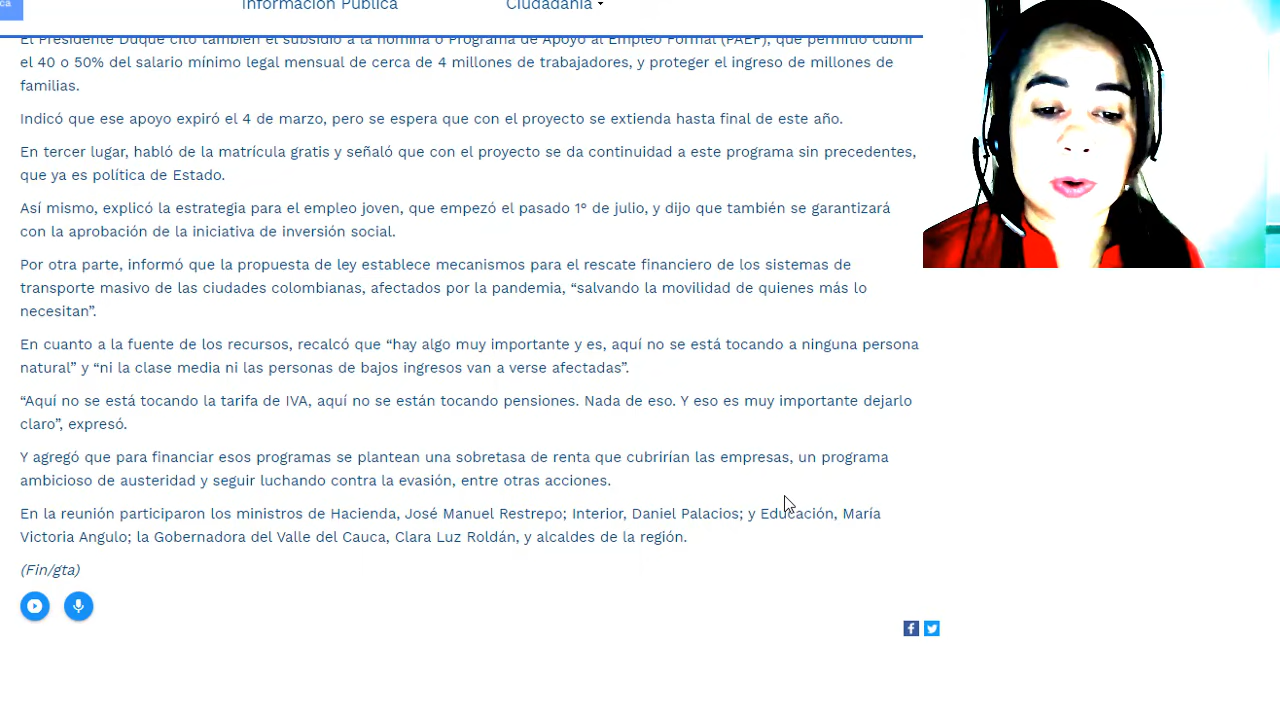 ca
Información Pública
Ciudadanía
El Presidente Duque citó también el subsidio a la nómina o Programa de Apoyo al Empleo Formal (PAEF), que permitió cubrir
el 40 o 50% del salario mínimo legal mensual de cerca de 4 millones de trabajadores, y proteger el ingreso de millones de
familias.
Indicó que ese apoyo expiró el 4 de marzo, pero se espera que con el proyecto se extienda hasta final de este año.
En tercer lugar, habló de la matrícula gratis y señaló que con el proyecto se da continuidad a este programa sin precedentes,
que ya es política de Estado.
Así mismo, explicó la estrategia para el empleo joven, que empezó el pasado 1° de julio, y dijo que también se garantizará
con la aprobación de la iniciativa de inversión social.
Por otra parte, informó que la propuesta de ley establece mecanismos para el rescate financiero de los sistemas de
transporte masivo de las ciudades colombianas, afectados por la pandemia, “salvando la movilidad de quienes más lo
necesitan”.
En cuanto a la fuente de los recursos, recalcó que “hay algo muy importante y es, aquí no se está tocando a ninguna persona
natural” y “ni la clase media ni las personas de bajos ingresos van a verse afectadas”.
“Aquí no se está tocando la tarifa de IVA, aquí no se están tocando pensiones. Nada de eso. Y eso es muy importante dejarlo
claro”, expresó.
Y agregó que para financiar esos programas se plantean una sobretasa de renta que cubrirían las empresas, un programa
ambicioso de austeridad y seguir luchando contra la evasión, entre otras acciones.
En la reunión participaron los ministros de Hacienda, José Manuel Restrepo; Interior, Daniel Palacios; y Educación, María
Victoria Angulo; la Gobernadora del Valle del Cauca, Clara Luz Roldán, y alcaldes de la región.
(Fin/gta)